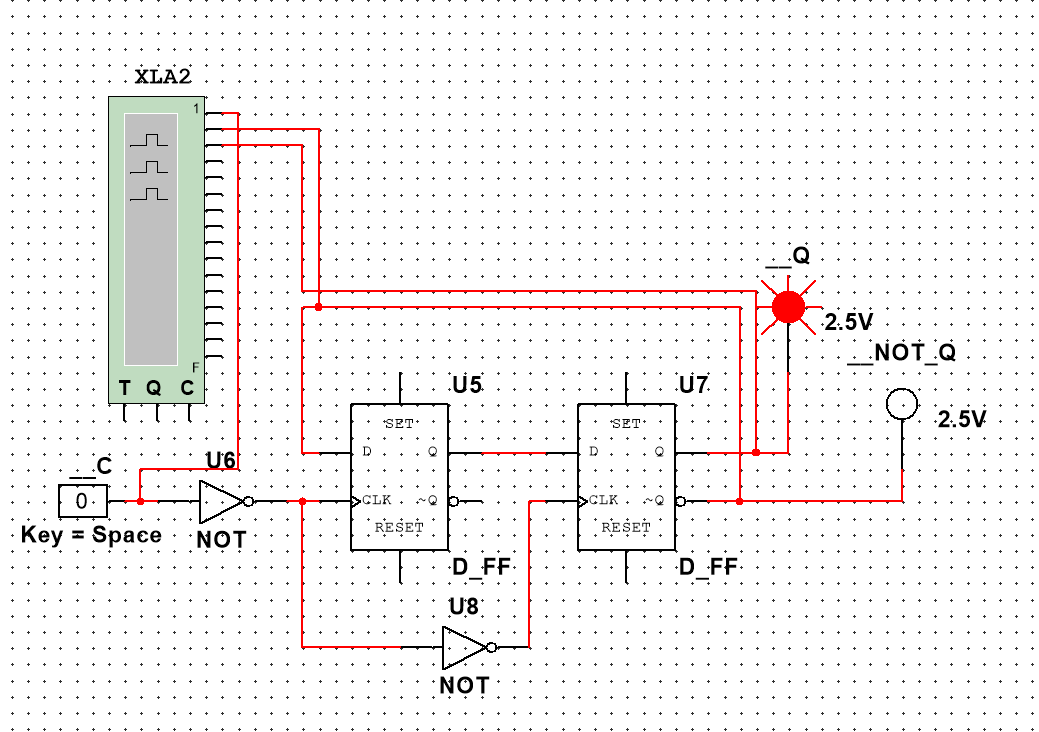 XLA2
1
F
T Q C
__Q
2.5V
__NOT_Q
2.5V
U5
U7
SET
SET
D Q
D Q
__C
U6
0
CLK ~Q
CLK ~Q
RESET
RESET
Key = Space
NOT
D_FF
D_FF
U8
NOT